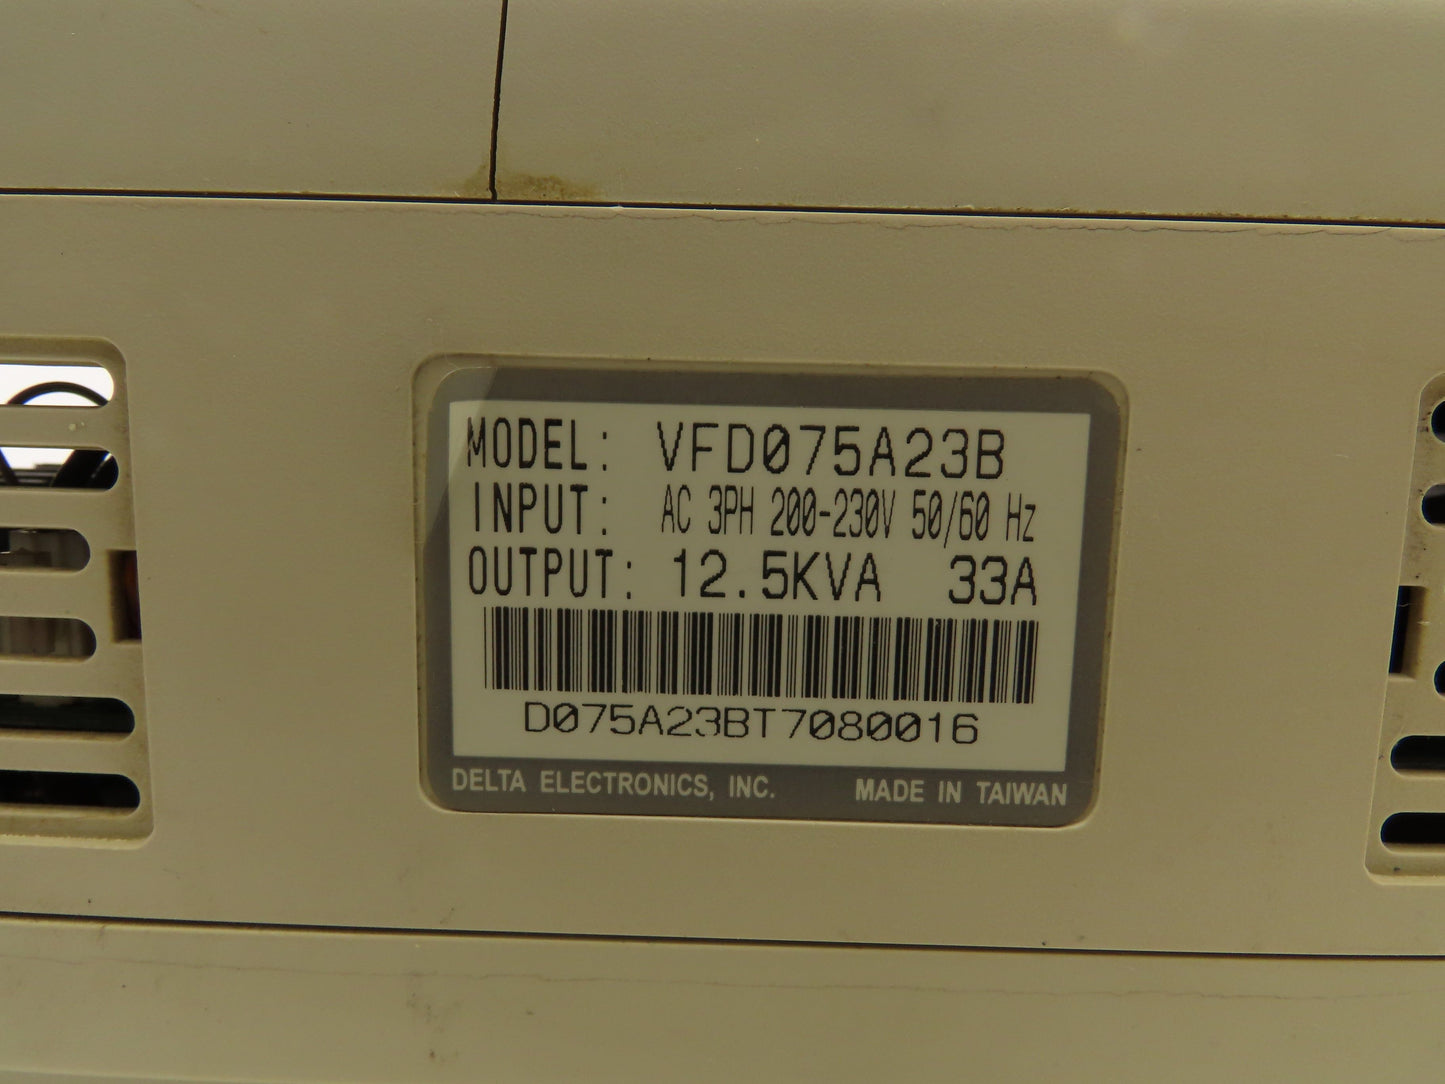 MODEL: VFD075A23B
INPUT: AC 3PH 200-230V 50/60 Hz
OUTPUT: 12.5KVA 33A
D075A23BT7080016
DELTA ELECTRONICS, INC. MADE IN TAIWAN